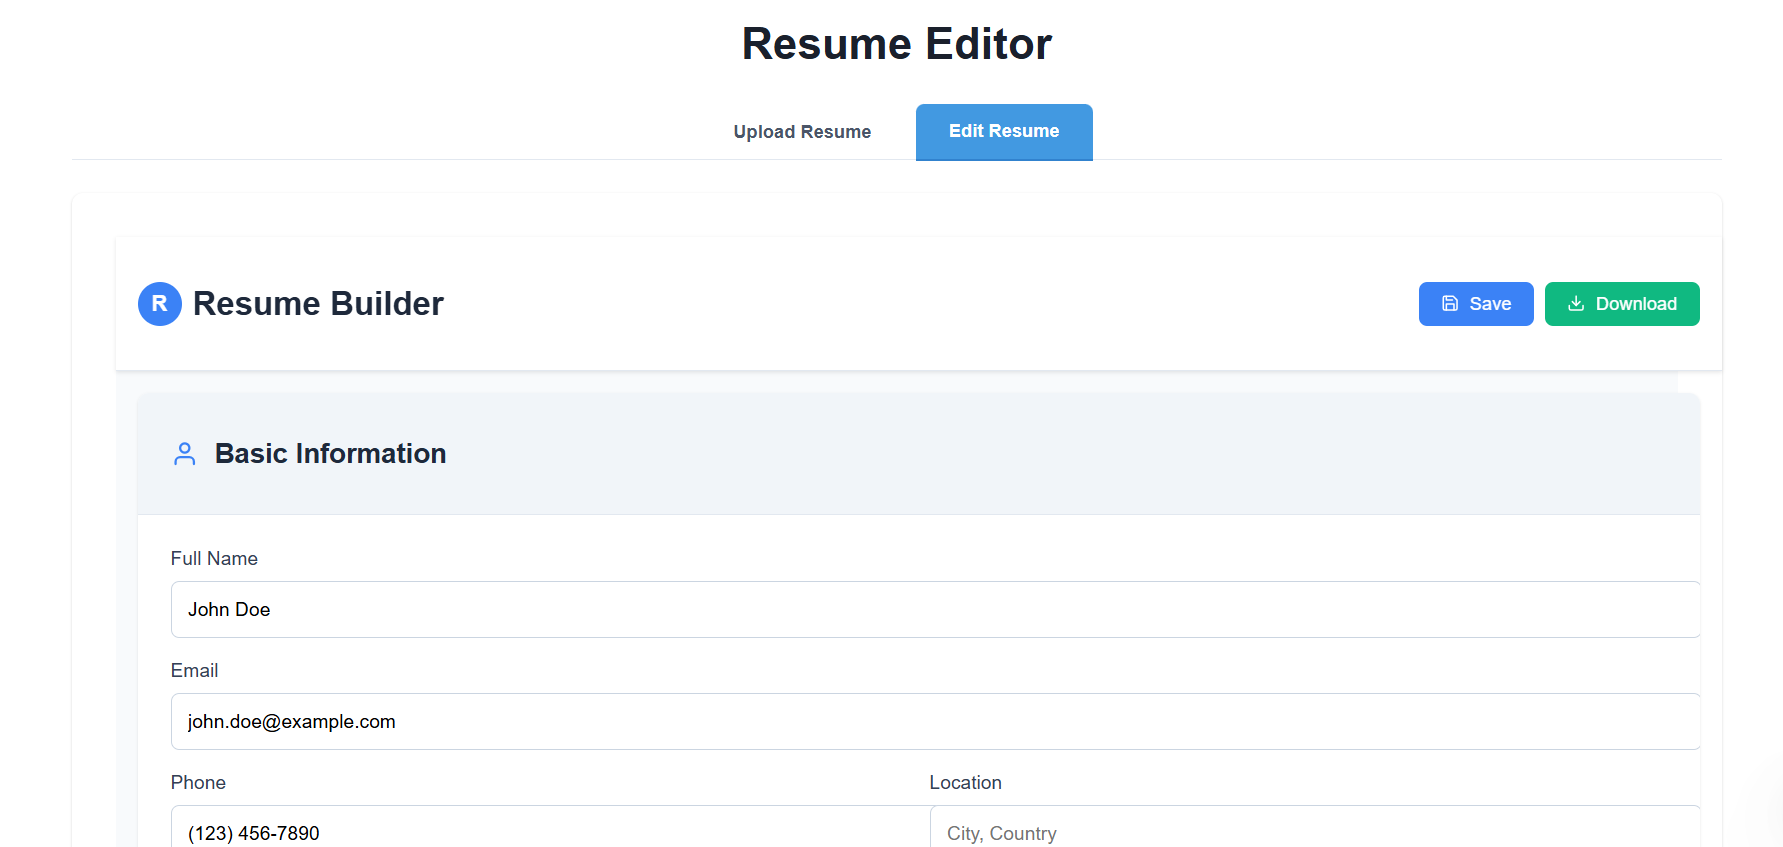 Resume Editor
Upload Resume
Edit Resume
R Resume Builder
Save
Download
Basic Information
Full Name
John Doe
Email
john.doe@example.com
Phone
Location
(123) 456-7890
City, Country